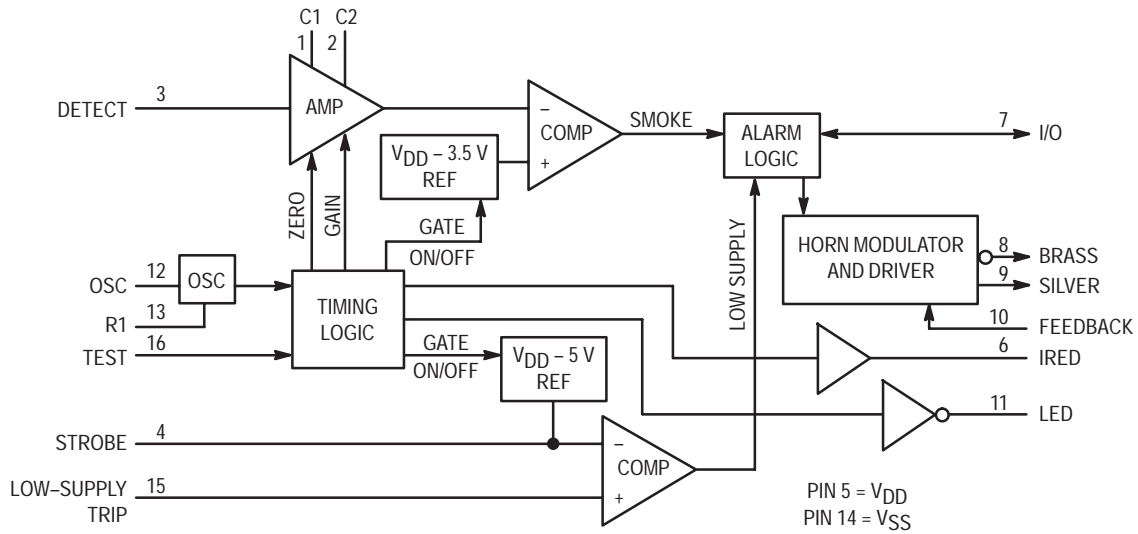 C1 C2
1 2
DETECT 3
AMP
–
COMP
+
SMOKE
ALARM
LOGIC
7 I/O
VDD – 3.5 V
REF
ZERO
GAIN
GATE
ON/OFF
LOW SUPPLY
HORN MODULATOR
AND DRIVER
8 BRASS
9 SILVER
10 FEEDBACK
OSC 12
OSC
R1 13
TEST 16
TIMING
LOGIC
GATE
ON/OFF
VDD – 5 V
REF
6 IRED
11 LED
STROBE 4
–
COMP
+
LOW–SUPPLY
TRIP
15
PIN 5 = VDD
PIN 14 = VSS